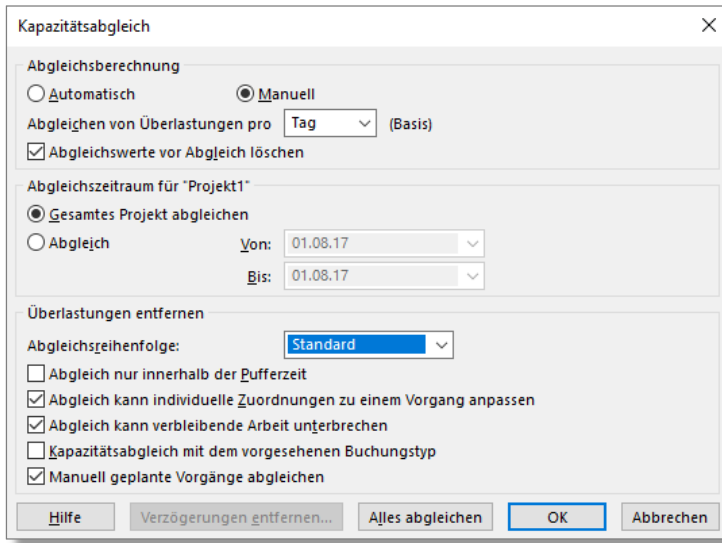 Kapazitätsabgleich
Abgleichsberechnung
Automatisch Manuell
Abgleichen von Überlastungen pro Tag (Basis)
Abgleichswerte vor Abgleich löschen
Abgleichszeitraum für "Projekt1"
Gesamtes Projekt abgleichen
Abgleich Von: 01.08.17
Bis: 01.08.17
Überlastungen entfernen
Abgleichsreihenfolge: Standard
Abgleich nur innerhalb der Pufferzeit
Abgleich kann individuelle Zuordnungen zu einem Vorgang anpassen
Abgleich kann verbleibende Arbeit unterbrechen
Kapazitätsabgleich mit dem vorgesehenen Buchungstyp
Manuell geplante Vorgänge abgleichen
Hilfe Verzögerungen entfernen... Alles abgleichen OK Abbrechen